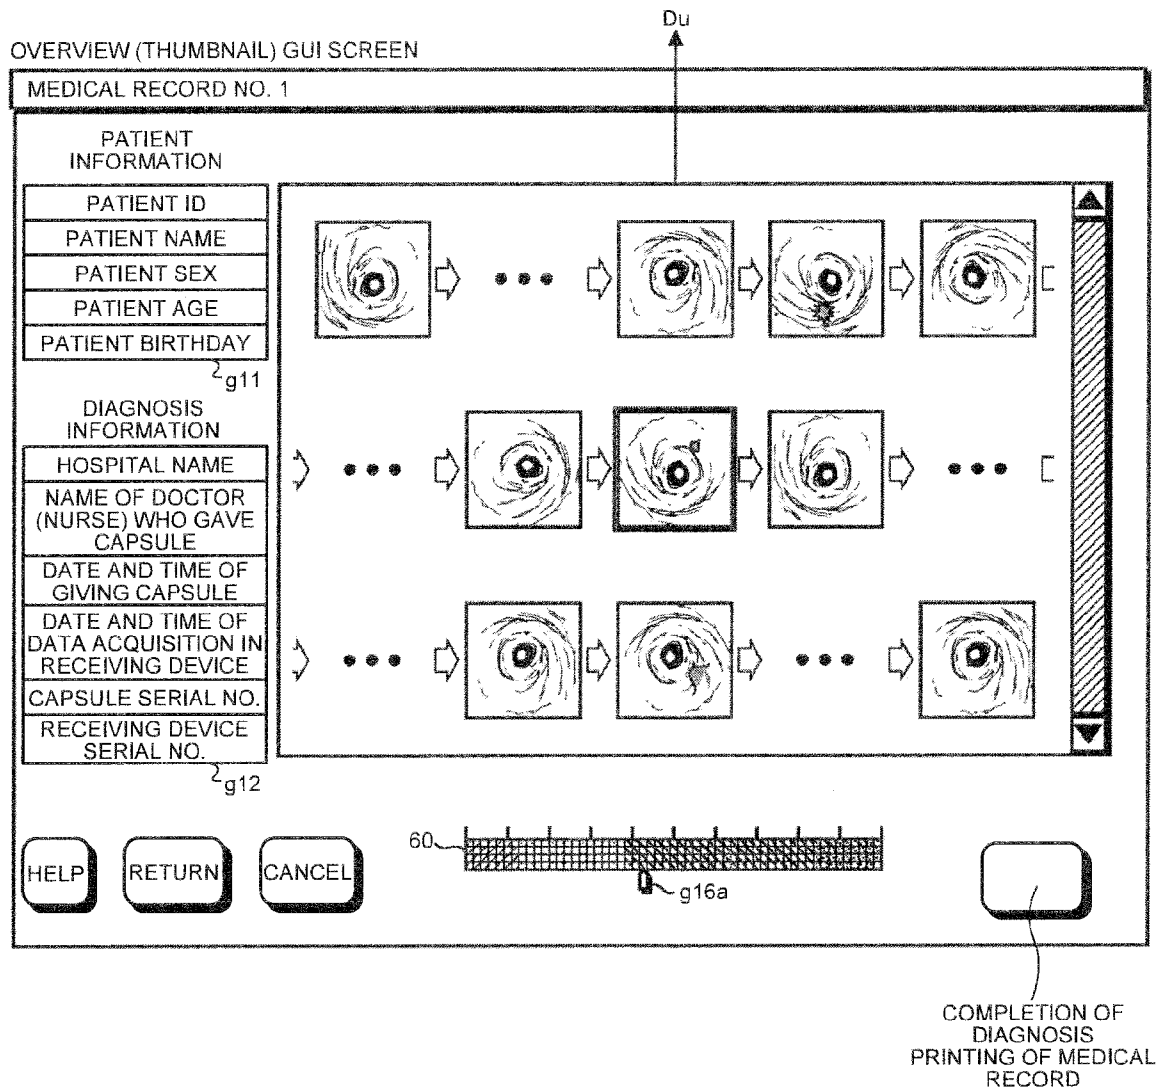 Du
OVERVIEW (THUMBNAIL) GUI SCREEN
MEDICAL RECORD NO. 1
PATIENT
INFORMATION
PATIENT ID
PATIENT NAME
PATIENT SEX
PATIENT AGE
PATIENT BIRTHDAY
g11
DIAGNOSIS
INFORMATION
HOSPITAL NAME
NAME OF DOCTOR
(NURSE) WHO GAVE
CAPSULE
DATE AND TIME OF
GIVING CAPSULE
DATE AND TIME OF
DATA ACQUISITION IN
RECEIVING DEVICE
CAPSULE SERIAL NO.
RECEIVING DEVICE
SERIAL NO.
g12
HELP
RETURN
CANCEL
60
g16a
COMPLETION OF
DIAGNOSIS
PRINTING OF MEDICAL
RECORD